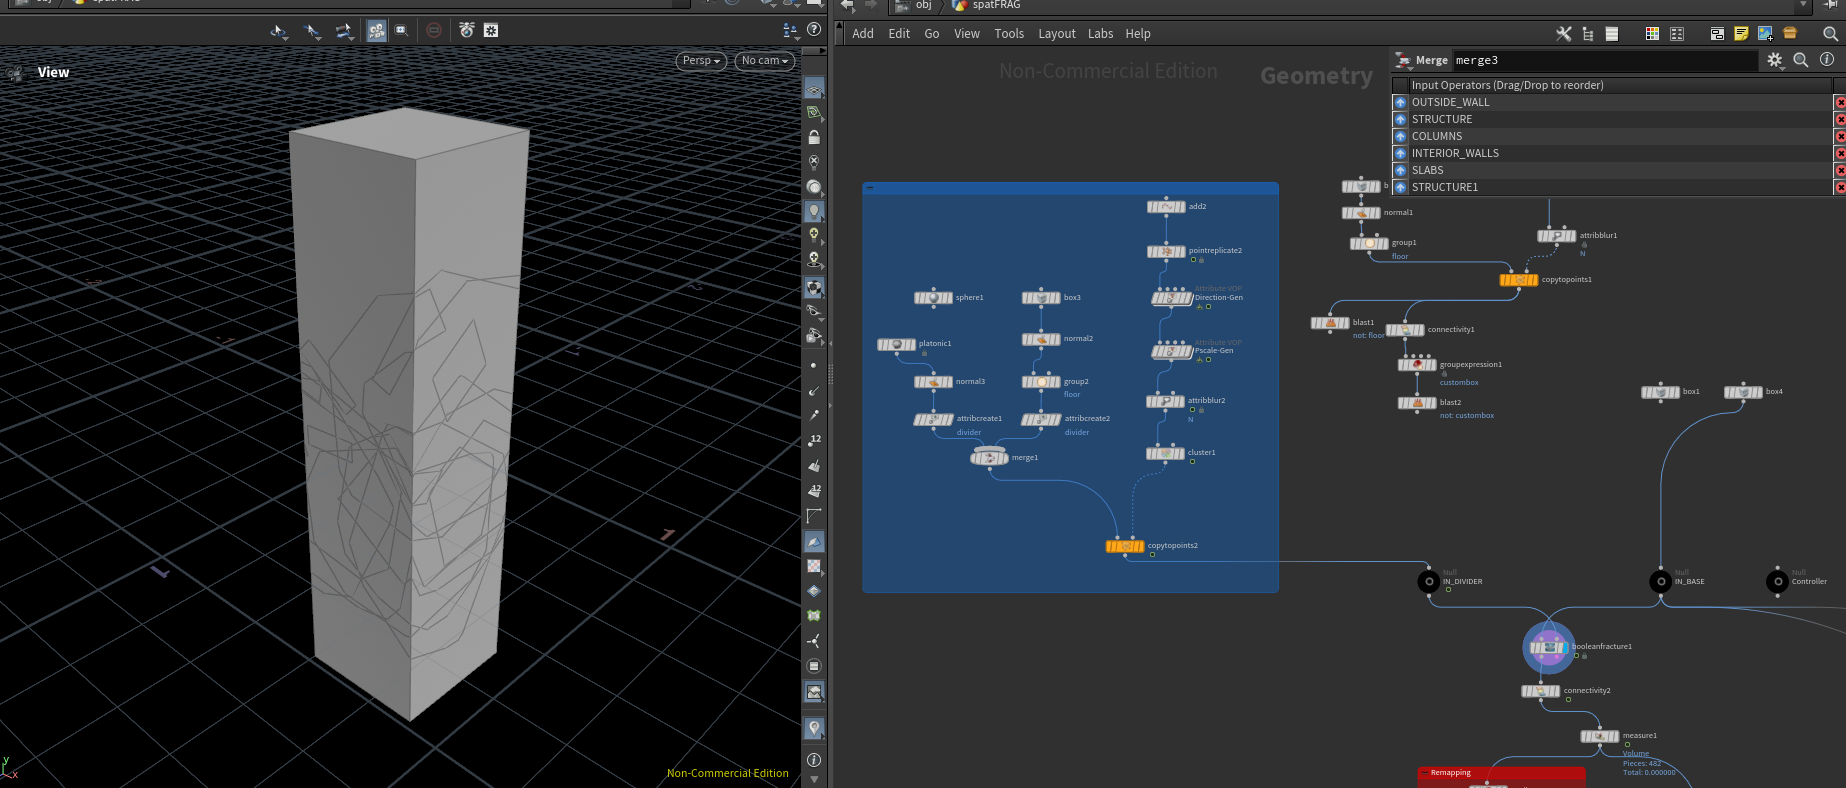 obj
spatFRAG
View
Persp
No cam
12
12
Non-Commercial Edition
y
x
obj
spatFRAG
Add Edit Go View Tools Layout Labs Help
Non-Commercial Edition
Geometry
Merge merge3
Input Operators (Drag/Drop to reorder)
OUTSIDE_WALL
STRUCTURE
COLUMNS
INTERIOR_WALLS
SLABS
STRUCTURE1
add2
pointreplicate2
Attribute VOP
Direction-Gen
sphere1
box3
normal2
platonic1
Attribute VOP
Pscale-Gen
normal3
group2
floor
attribblur2
N
attribcreate1
divider
attribcreate2
divider
merge1
cluster1
copytopoints2
b
normal1
group1
floor
attribblur1
N
copytopoints1
blast1
not: floor
connectivity1
groupexpression1
custombox
blast2
not: custombox
box1
box4
Null
IN_DIVIDER
Null
IN_BASE
Null
Controller
booleanfracture1
connectivity2
measure1
Volume
Pieces: 482
Total: 0.000000
Remapping